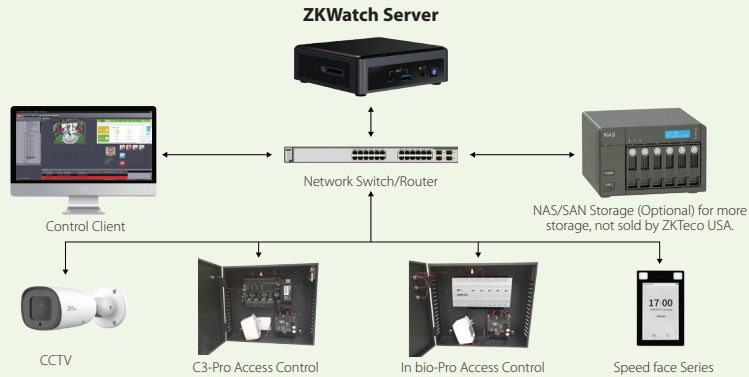 ZKWatch Server
Network Switch/Router
Control Client
NAS
NAS/SAN Storage (Optional) for more
storage, not sold by ZKTeco USA.
17:00
CCTV
C3-Pro Access Control
In bio-Pro Access Control
Speed face Series